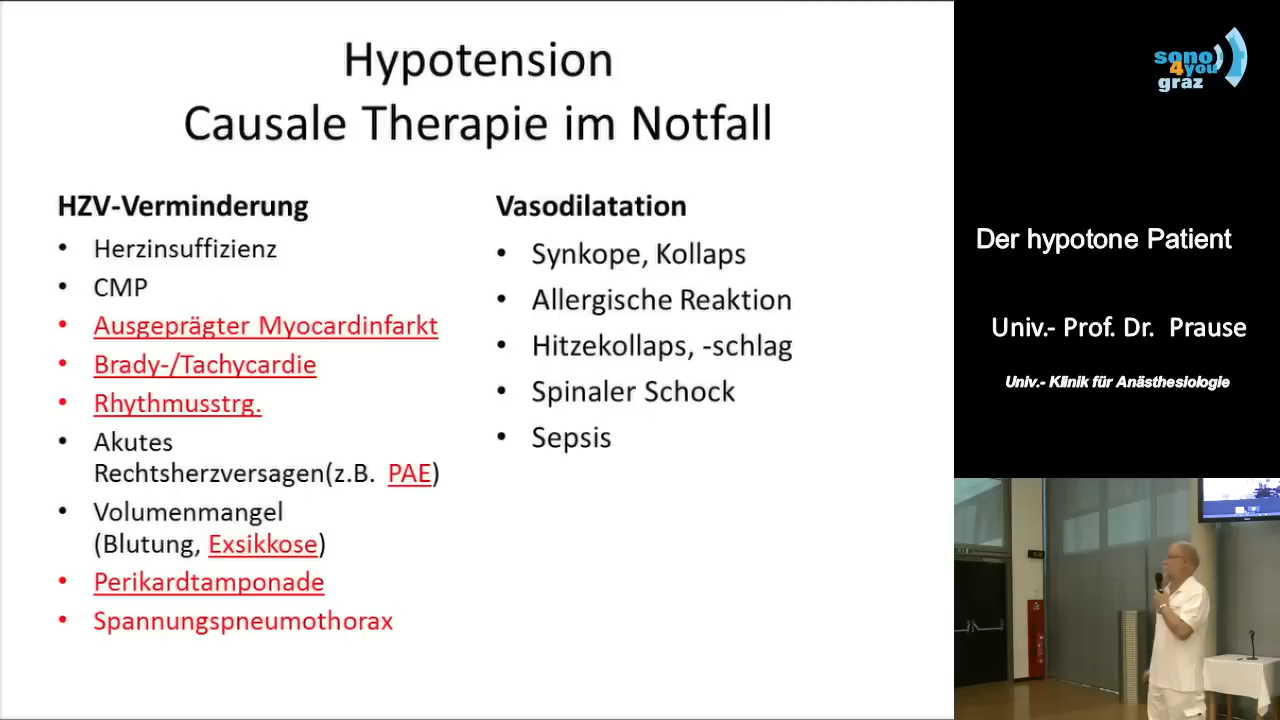 Hypotension
Causale Therapie im Notfall
HZV-Verminderung
• Herzinsuffizienz
• CMP
• Ausgeprägter Myocardinfarkt
• Brady-/Tachycardie
• Rhythmusstrg.
• Akutes
Rechtsherzversagen(z.B. PAE)
• Volumenmangel
(Blutung, Exsikkose)
• Perikardtamponade
• Spannungspneumothorax
Vasodilatation
• Synkope, Kollaps
• Allergische Reaktion
• Hitzekollaps, -schlag
• Spinaler Schock
• Sepsis
sono
4you
graz
Der hypotone Patient
Univ.- Prof. Dr. Prause
Univ.- Klinik für Anästhesiologie